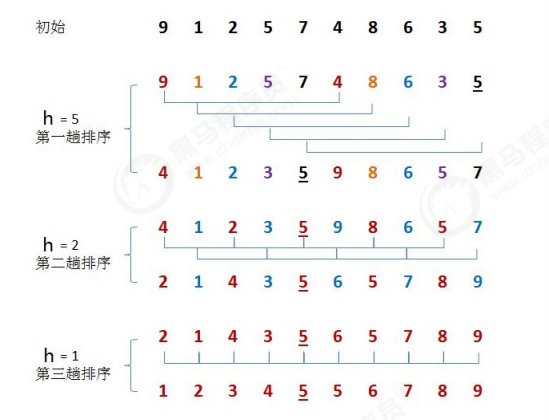 初始 9 1 2 5 7 4 8 6 3 5
9 1 2 5 7 4 8 6 3 5
h = 5
第一趟排序
4 1 2 3 5 9 8 6 5 7
4 1 2 3 5 9 8 6 5 7
h = 2
第二趟排序
2 1 4 3 5 6 5 7 8 9
2 1 4 3 5 6 5 7 8 9
h = 1
第三趟排序
1 2 3 4 5 5 6 7 8 9
黑马程序员